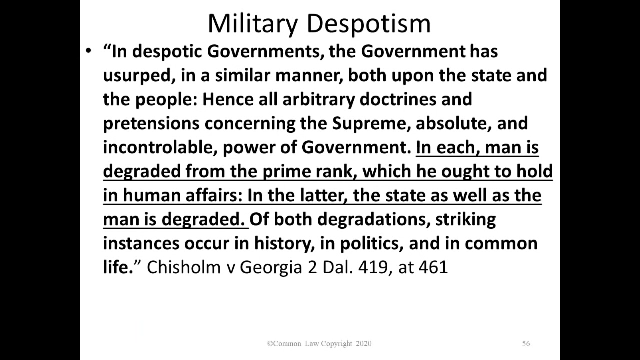 Military Despotism
• “In despotic Governments, the Government has
usurped, in a similar manner, both upon the state and
the people: Hence all arbitrary doctrines and
pretensions concerning the Supreme, absolute, and
incontrolable, power of Government. In each, man is
degraded from the prime rank, which he ought to hold
in human affairs: In the latter, the state as well as the
man is degraded. Of both degradations, striking
instances occur in history, in politics, and in common
life.” Chisholm v Georgia 2 Dal. 419, at 461
©Common Law Copyright 2020
56